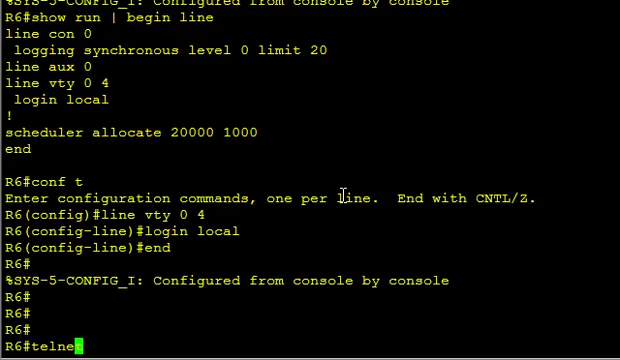 %SYS-5-CONFIG_I: Configured from console by console
R6#show run | begin line
line con 0
 logging synchronous level 0 limit 20
line aux 0
line vty 0 4
 login local
!
scheduler allocate 20000 1000
end
R6#conf t
Enter configuration commands, one per line.  End with CNTL/Z.
R6(config)#line vty 0 4
R6(config-line)#login local
R6(config-line)#end
R6#
%SYS-5-CONFIG_I: Configured from console by console
R6#
R6#
R6#
R6#telnet